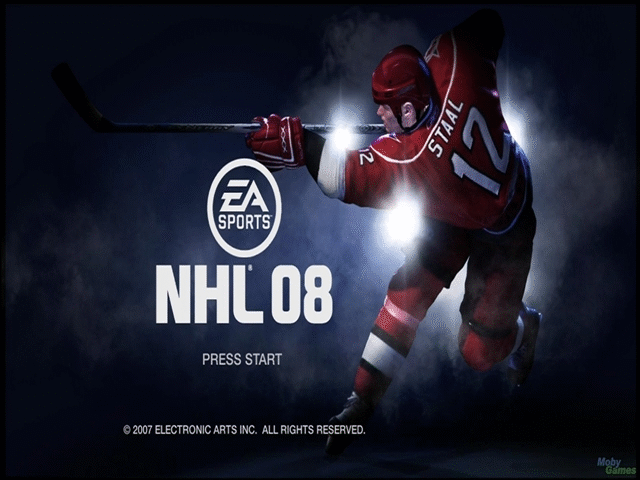 STAAL
12
12
EA
SPORTS
NHL® 08
PRESS START
© 2007 ELECTRONIC ARTS INC. ALL RIGHTS RESERVED.
Moby
Games